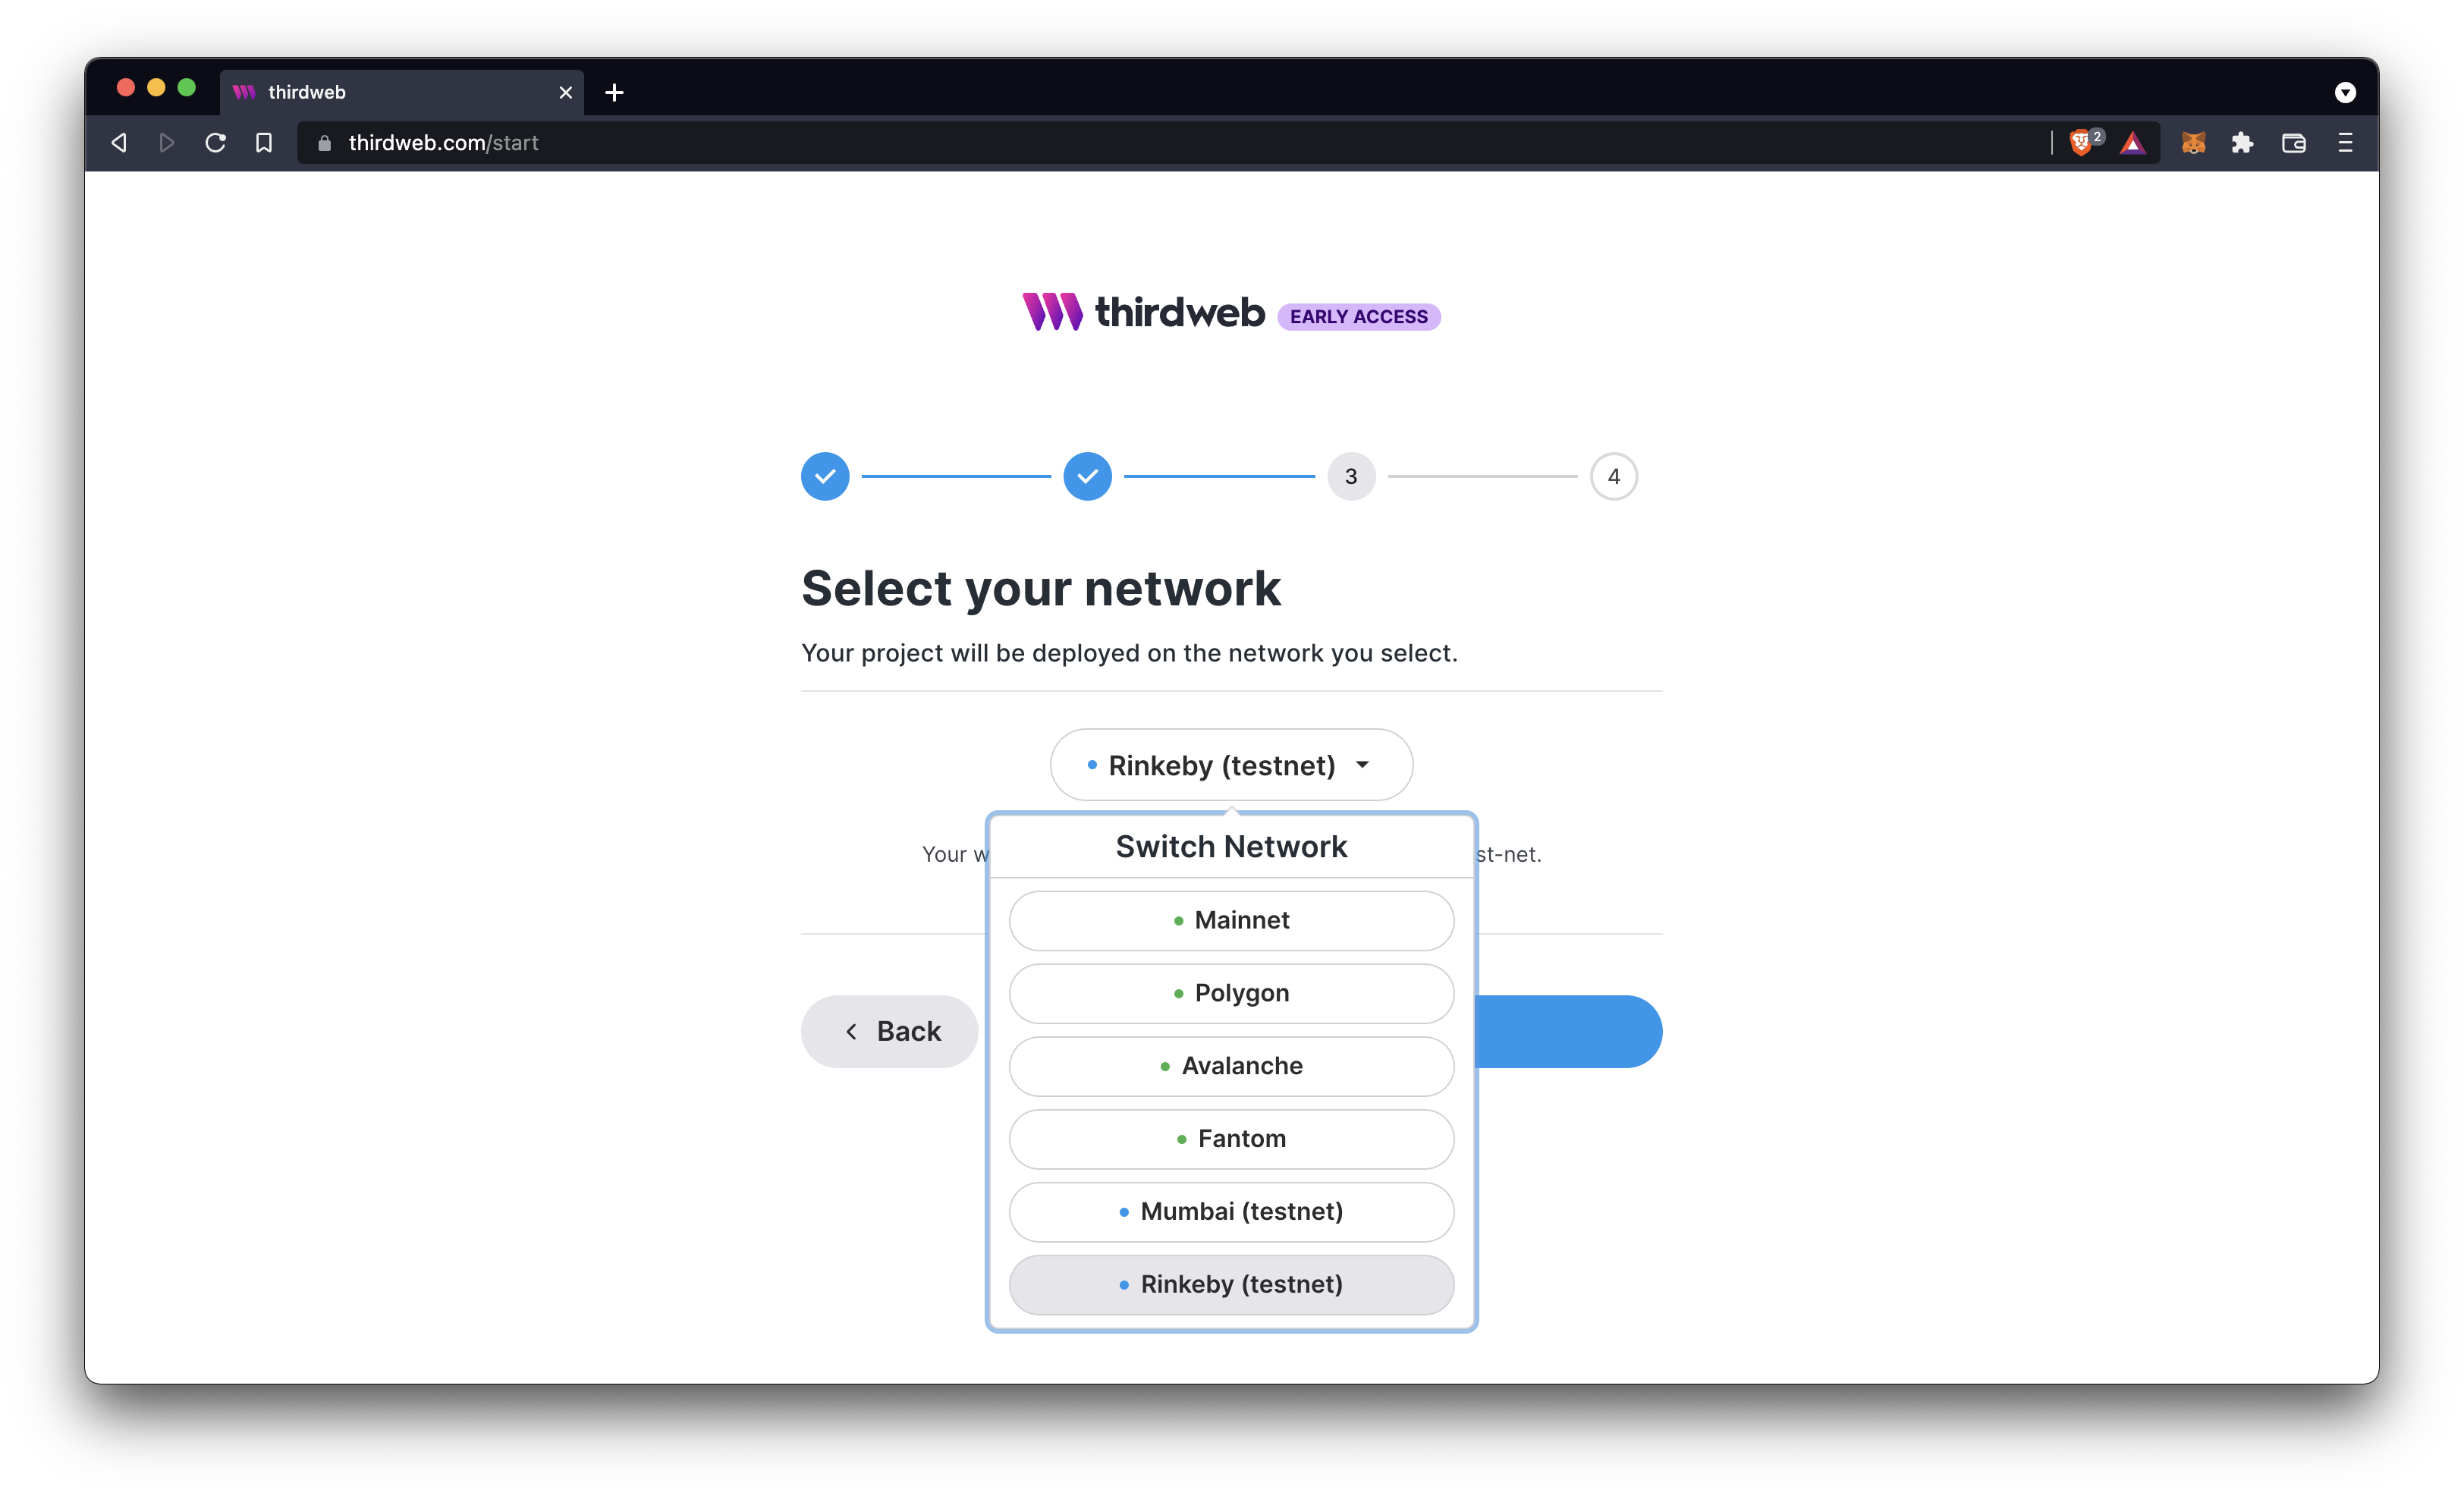 thirdweb
thirdweb.com/start
2
thirdweb EARLY ACCESS
3
4
Select your network
Your project will be deployed on the network you select.
Rinkeby (testnet)
Switch Network
Your w
st-net.
Mainnet
Polygon
Back
Avalanche
Fantom
Mumbai (testnet)
Rinkeby (testnet)